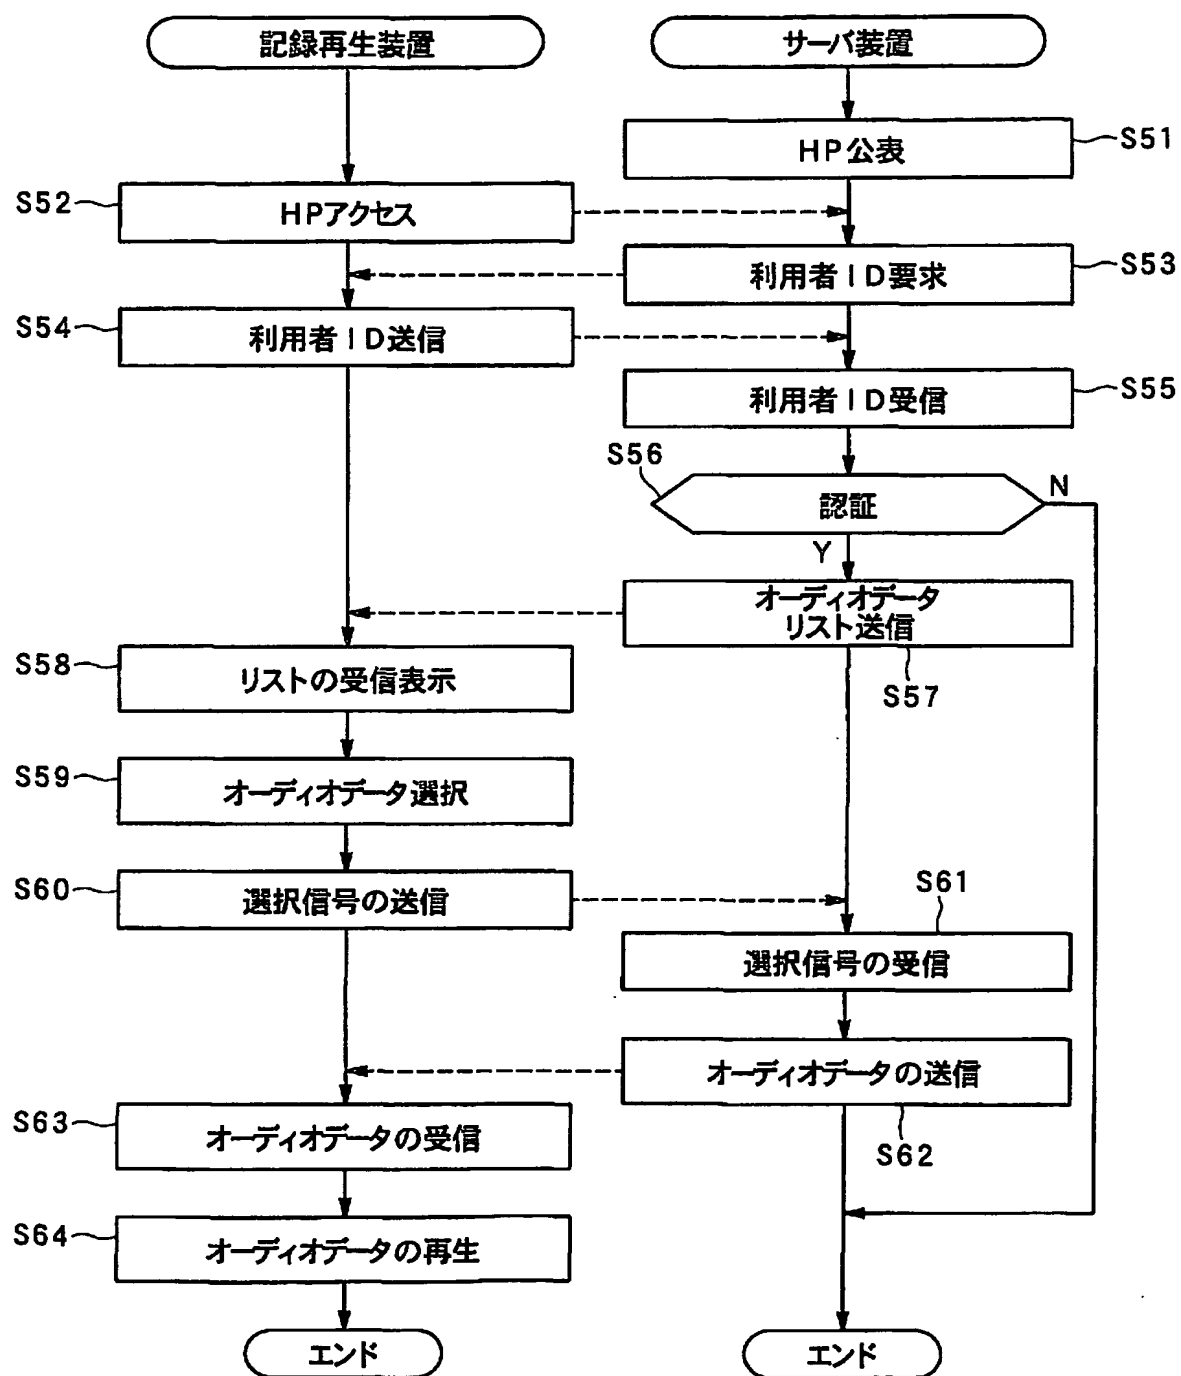 記録再生装置
サーバ装置
HP公表
S51
S52
HPアクセス
利用者ID要求
S53
S54
利用者ID送信
利用者ID受信
S55
S56
認証
N
Y
オーディオデータ
リスト送信
S57
S58
リストの受信表示
S59
オーディオデータ選択
S60
選択信号の送信
S61
選択信号の受信
オーディオデータの送信
S62
S63
オーディオデータの受信
S64
オーディオデータの再生
エンド
エンド